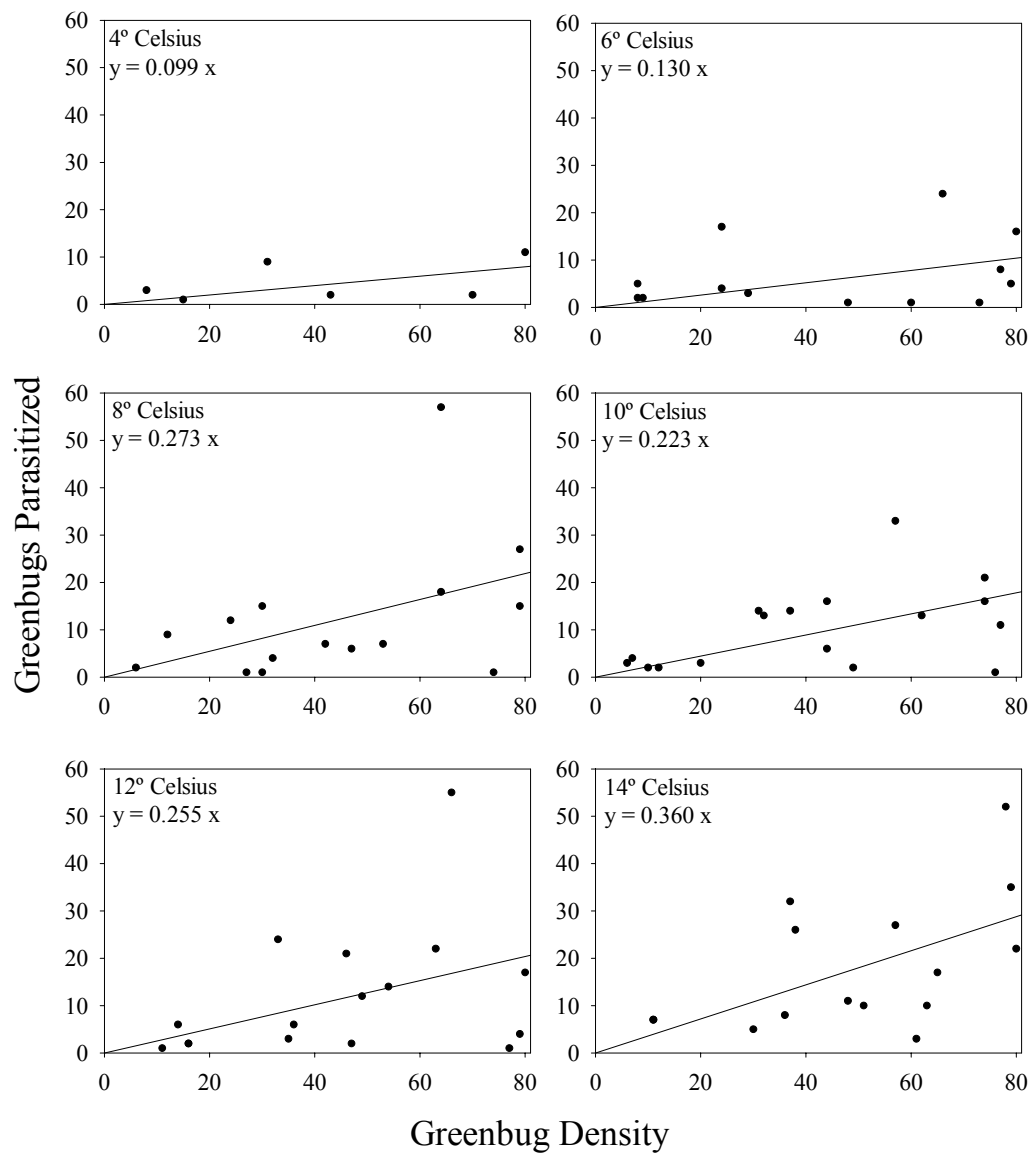 4º Celsius
y = 0.099 x
60
50
40
30
20
10
0
0 20 40 60 80
6º Celsius
y = 0.130 x
60
50
40
30
20
10
0
0 20 40 60 80
8º Celsius
y = 0.273 x
60
50
40
30
20
10
0
0 20 40 60 80
10º Celsius
y = 0.223 x
60
50
40
30
20
10
0
0 20 40 60 80
12º Celsius
y = 0.255 x
60
50
40
30
20
10
0
0 20 40 60 80
14º Celsius
y = 0.360 x
60
50
40
30
20
10
0
0 20 40 60 80
Greenbugs Parasitized
Greenbug Density